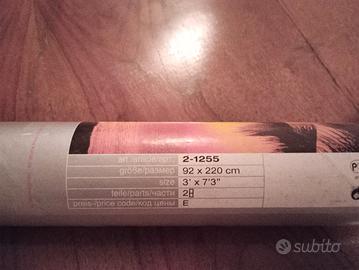 art./article/арт. 2-1255
größe/размер 92 x 220 cm
size 3' x 7'3"
teile/parts/части 2
preis-/price code/код цены E
P
subito